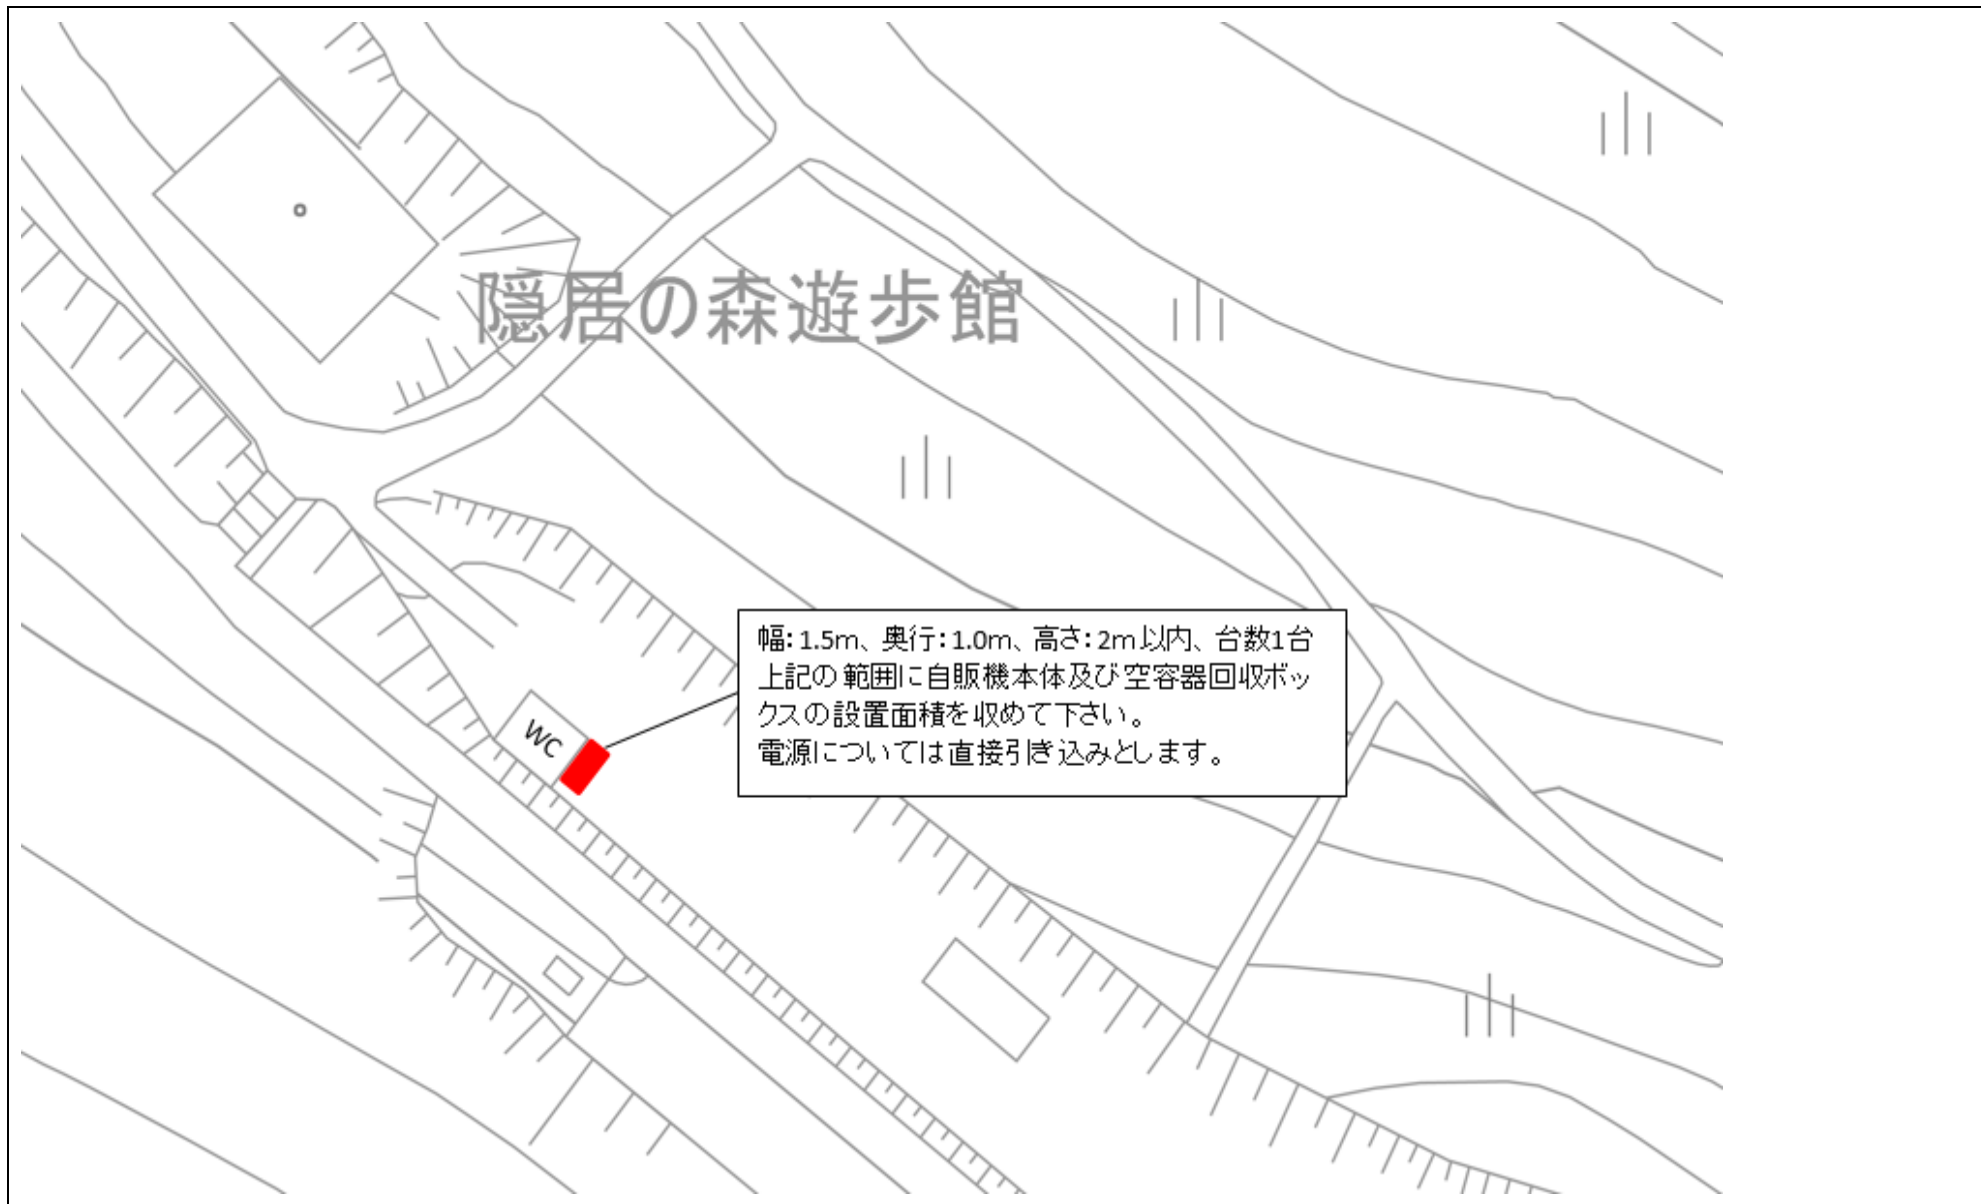 隠居の森遊歩館
幅：1.5m、奥行：1.0m、高さ：2m以内、台数1台
上記の範囲に自販機本体及び空容器回収ボッ
クスの設置面積を収めて下さい。
電源については直接引き込みとします。
WC